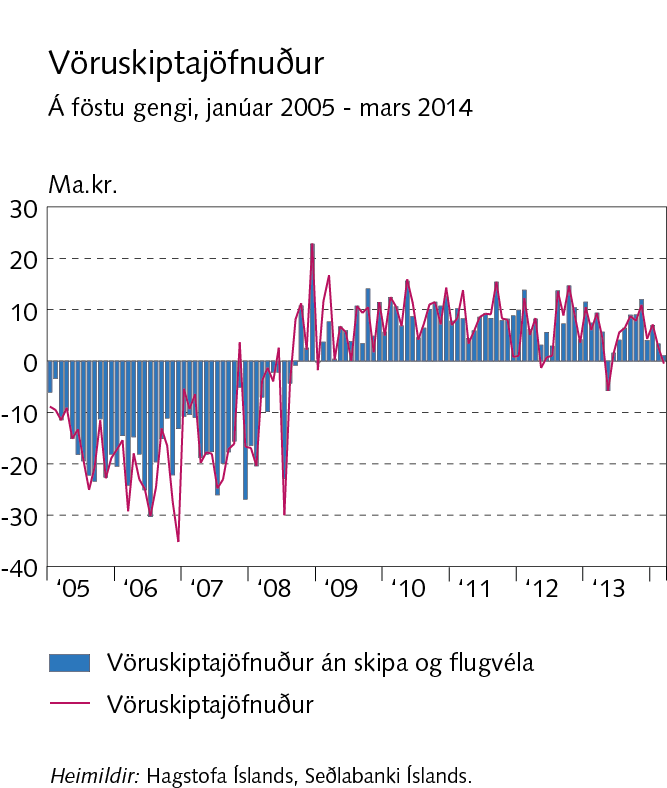 Vöruskiptajöfnuður
Á föstu gengi, janúar 2005 - mars 2014
Ma.kr.
30
20
10
0
-10
-20
-30
-40
‘05 ‘06 ‘07 ‘08 ‘09 ‘10 ‘11 ‘12 ‘13
Vöruskiptajöfnuður án skipa og flugvéla
Vöruskiptajöfnuður
Heimildir: Hagstofa Íslands, Seðlabanki Íslands.